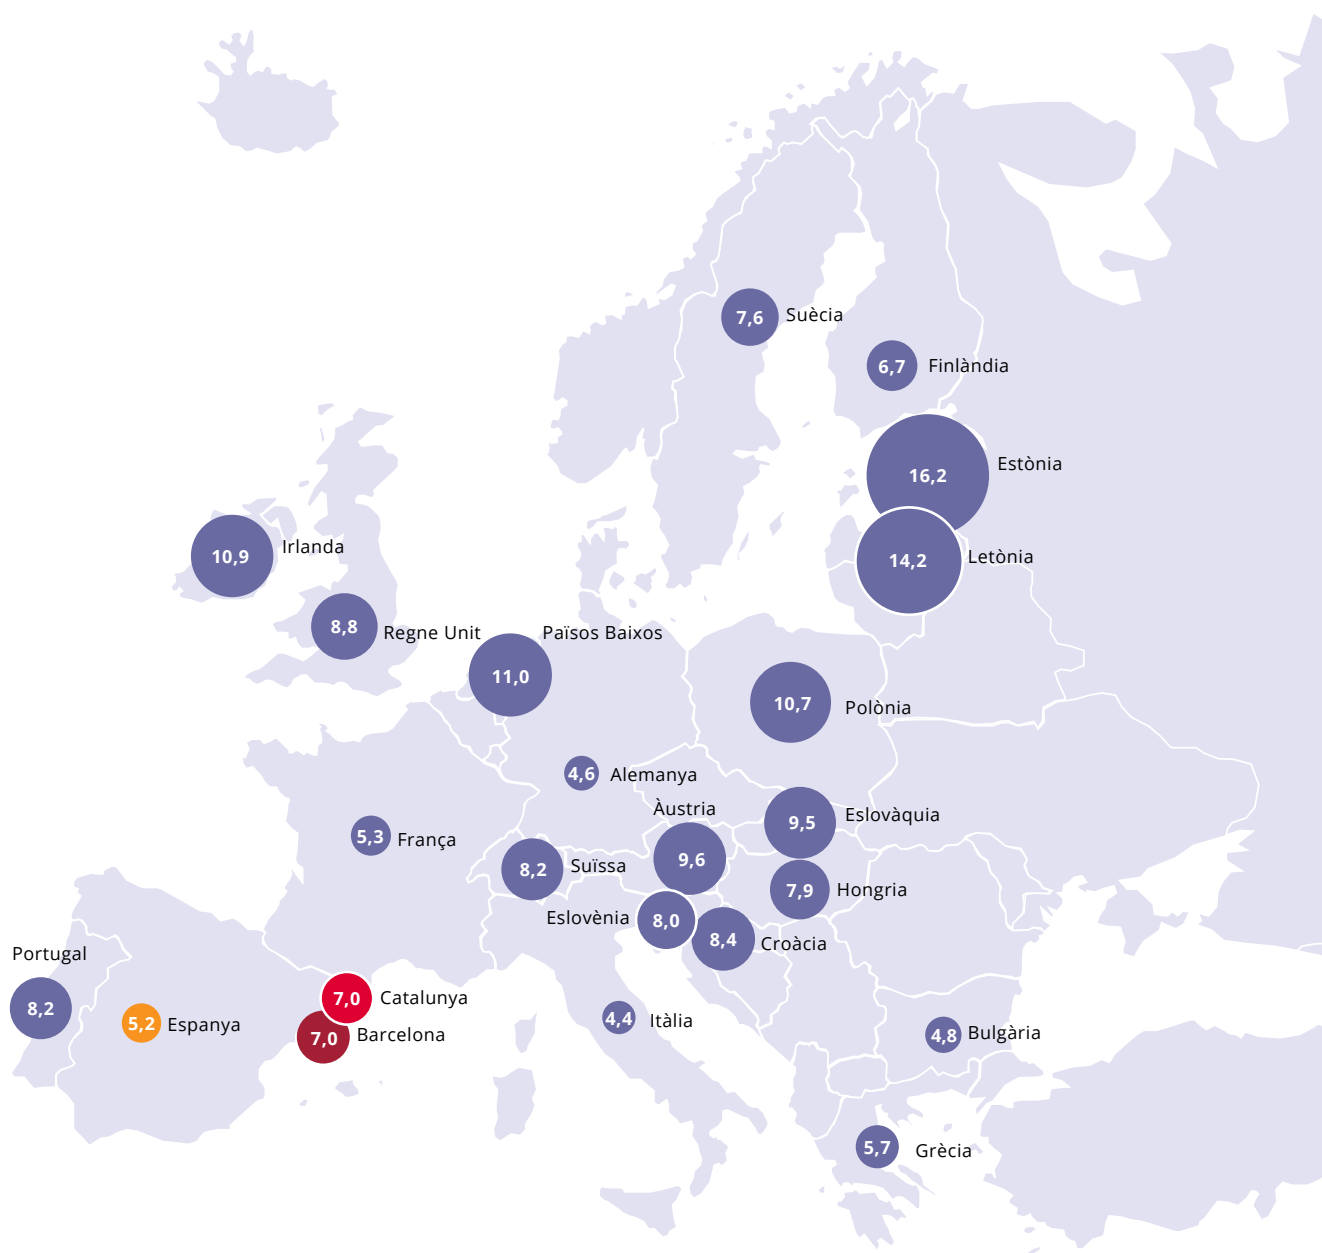 7,6 Suècia
6,7 Finlàndia
16,2 Estònia
10,9 Irlanda
14,2 Letònia
8,8 Regne Unit
Països Baixos
11,0
10,7 Polònia
4,6 Alemanya
Àustria
9,5 Eslovàquia
5,3 França
9,6
8,2 Suïssa
7,9 Hongria
Eslovènia 8,0
8,4 Croàcia
Portugal
8,2
7,0 Catalunya
5,2 Espanya
7,0 Barcelona
4,4 Itàlia
4,8 Bulgària
5,7 Grècia